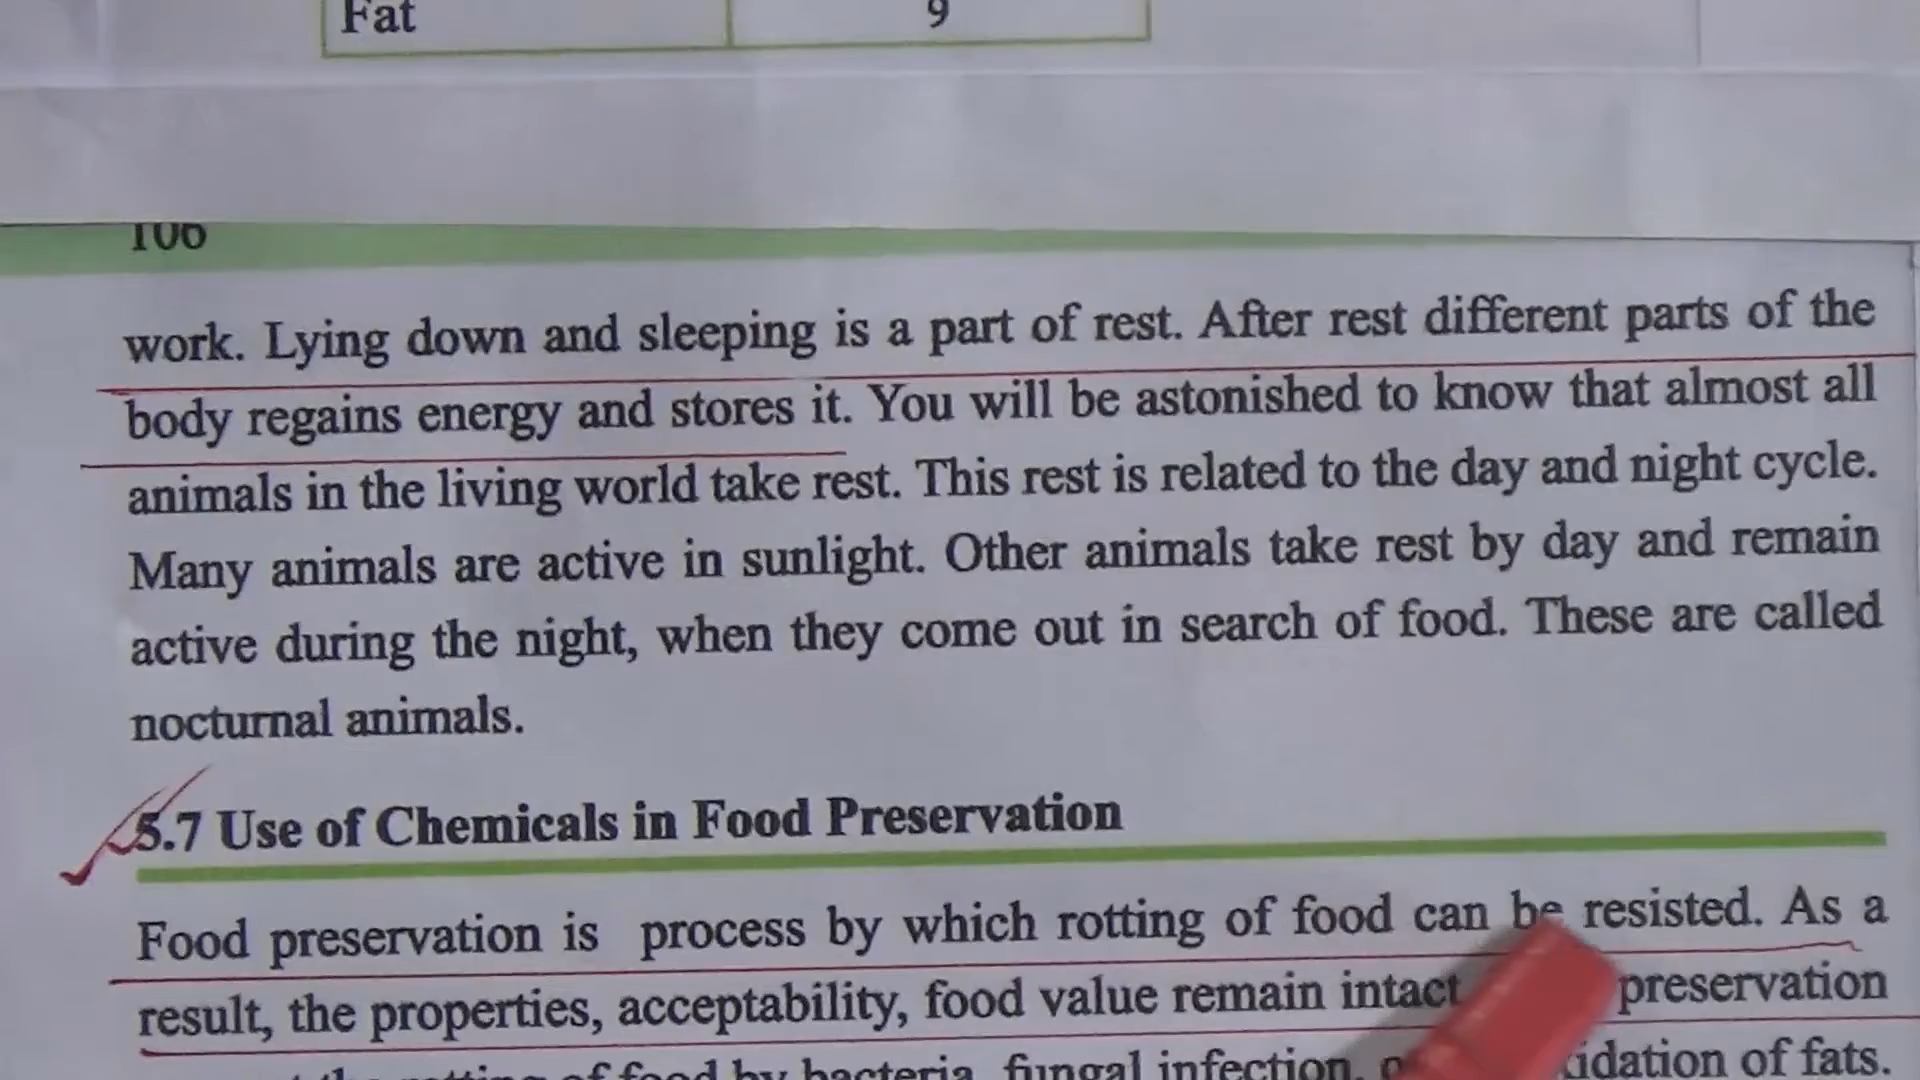 Fat 9
106
work. Lying down and sleeping is a part of rest. After rest different parts of the
body regains energy and stores it. You will be astonished to know that almost all
animals in the living world take rest. This rest is related to the day and night cycle.
Many animals are active in sunlight. Other animals take rest by day and remain
active during the night, when they come out in search of food. These are called
nocturnal animals.
5.7 Use of Chemicals in Food Preservation
Food preservation is process by which rotting of food can be resisted. As a
result, the properties, acceptability, food value remain intact preservation
of food by bacteria, fungal infection, of fats.